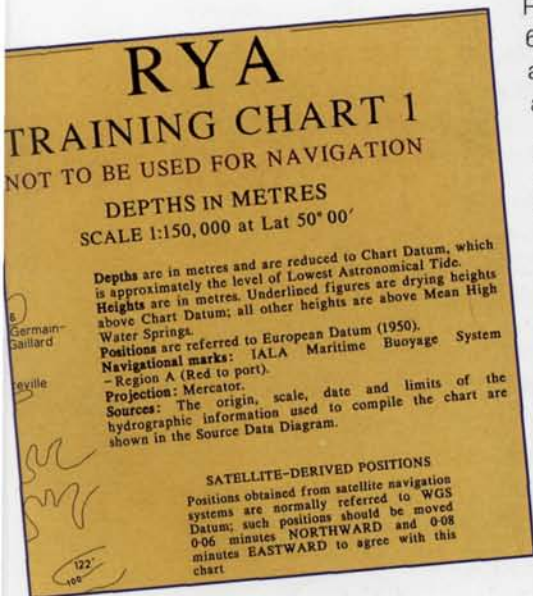 RYA
TRAINING CHART 1
NOT TO BE USED FOR NAVIGATION
DEPTHS IN METRES
SCALE 1:150,000 at Lat 50° 00′
Depths are in metres and are reduced to Chart Datum, which
is approximately the level of Lowest Astronomical Tide.
Heights are in metres. Underlined figures are drying heights
above Chart Datum; all other heights are above Mean High
Water Springs.
Positions are referred to European Datum (1950).
Navigational marks: IALA Maritime Buoyage System
– Region A (Red to port).
Projection: Mercator.
Sources: The origin, scale, date and limits of the
hydrographic information used to compile the chart are
shown in the Source Data Diagram.
SATELLITE-DERIVED POSITIONS
Positions obtained from satellite navigation
systems are normally referred to WGS
Datum; such positions should be moved
0·06 minutes NORTHWARD and 0·08
minutes EASTWARD to agree with this
chart
Germain-
Gaillard
teville
122
100